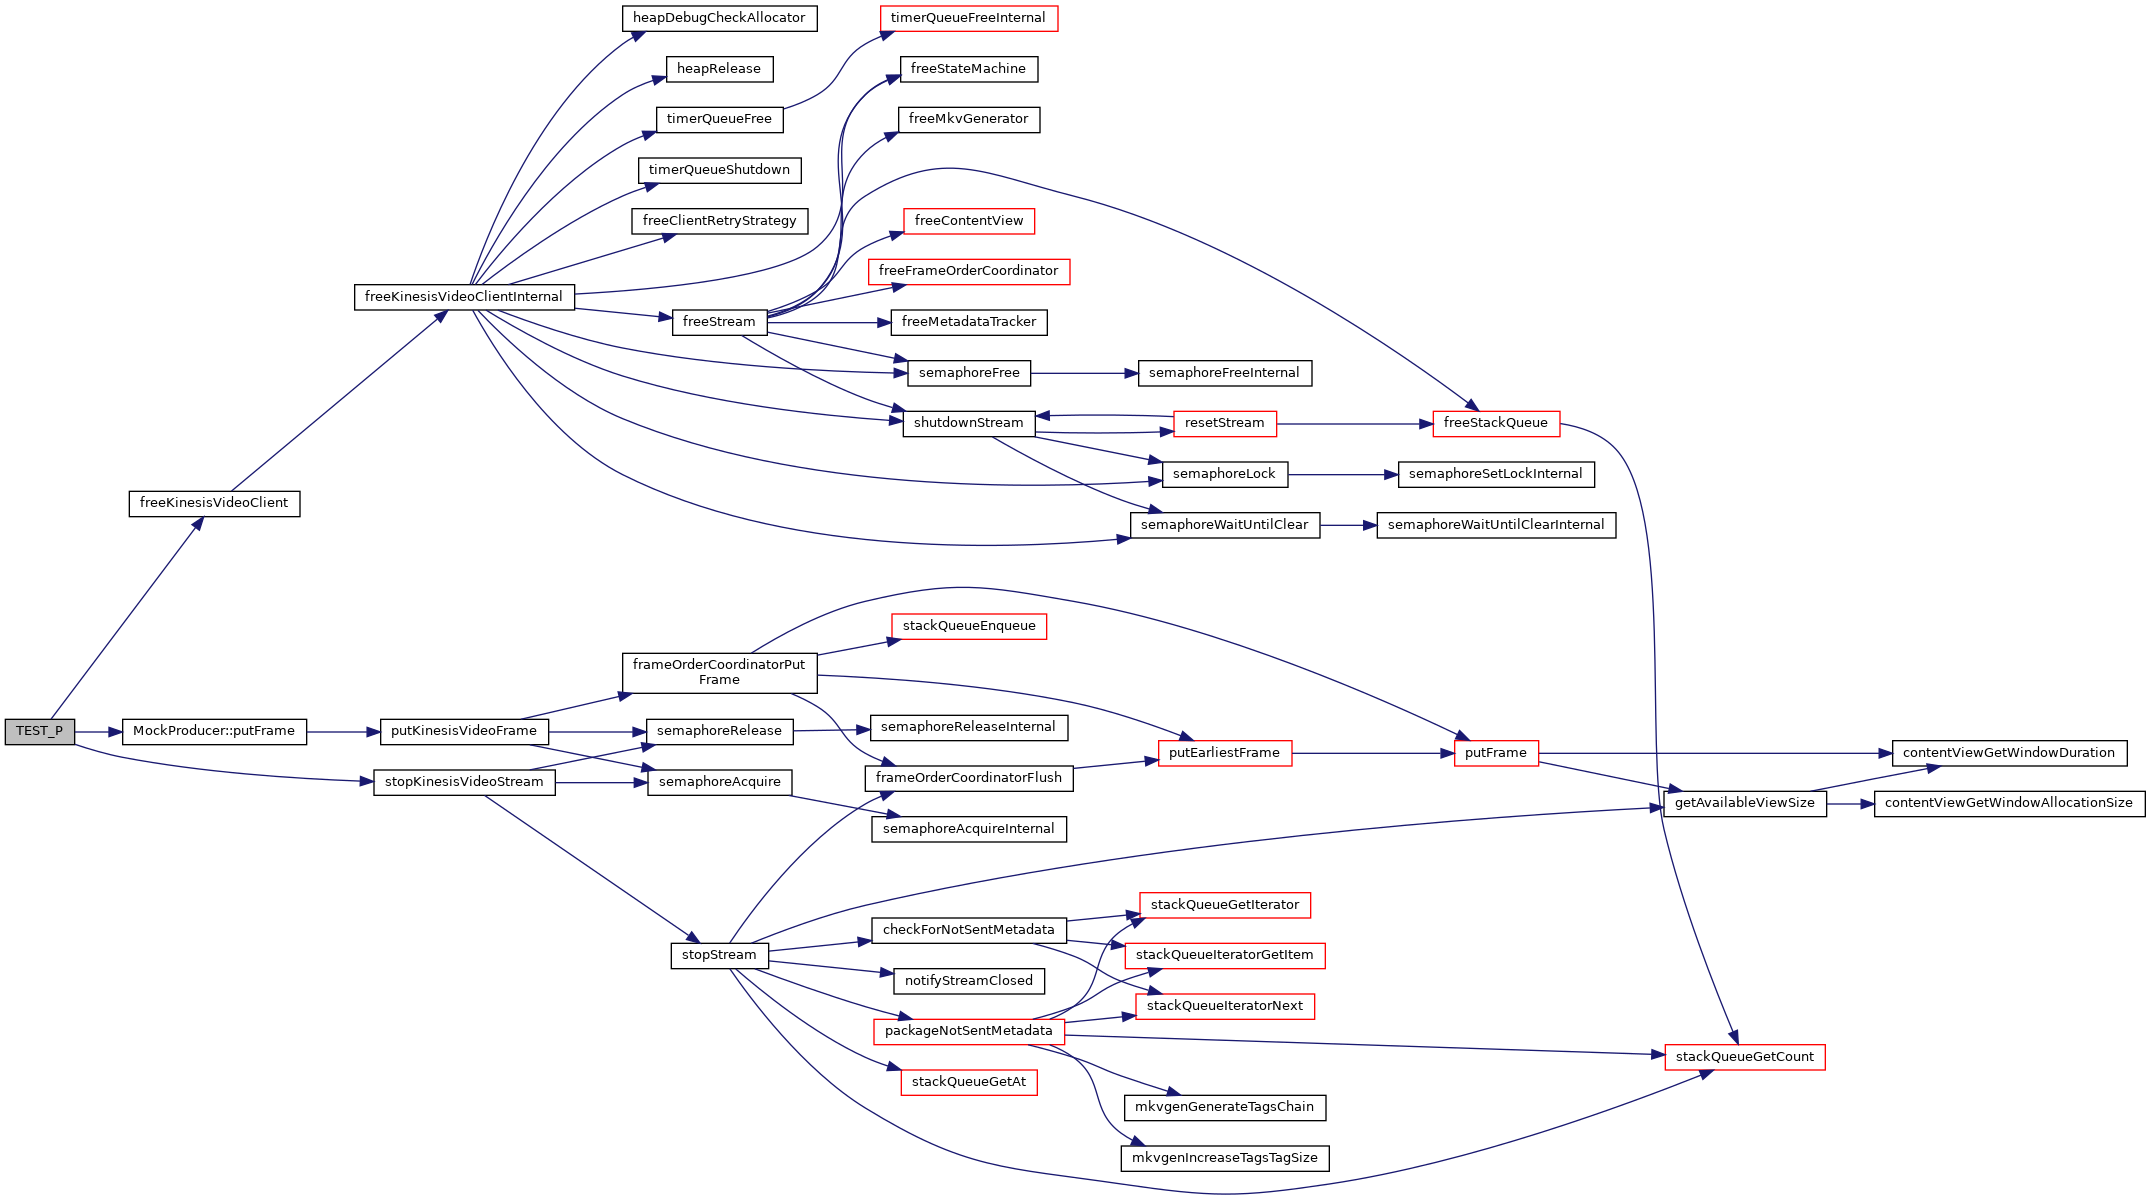 heapDebugCheckAllocator
timerQueueFreeInternal
heapRelease
freeStateMachine
timerQueueFree
freeMkvGenerator
timerQueueShutdown
freeClientRetryStrategy
freeContentView
freeFrameOrderCoordinator
freeKinesisVideoClientInternal
freeStream
freeMetadataTracker
semaphoreFree
semaphoreFreeInternal
shutdownStream
resetStream
freeStackQueue
semaphoreLock
semaphoreSetLockInternal
freeKinesisVideoClient
semaphoreWaitUntilClear
semaphoreWaitUntilClearInternal
stackQueueEnqueue
frameOrderCoordinatorPut
Frame
TEST_P
MockProducer::putFrame
putKinesisVideoFrame
semaphoreRelease
semaphoreReleaseInternal
putEarliestFrame
putFrame
contentViewGetWindowDuration
stopKinesisVideoStream
semaphoreAcquire
frameOrderCoordinatorFlush
getAvailableViewSize
contentViewGetWindowAllocationSize
semaphoreAcquireInternal
stackQueueGetIterator
checkForNotSentMetadata
stopStream
stackQueueIteratorGetItem
notifyStreamClosed
stackQueueIteratorNext
packageNotSentMetadata
stackQueueGetCount
stackQueueGetAt
mkvgenGenerateTagsChain
mkvgenIncreaseTagsTagSize